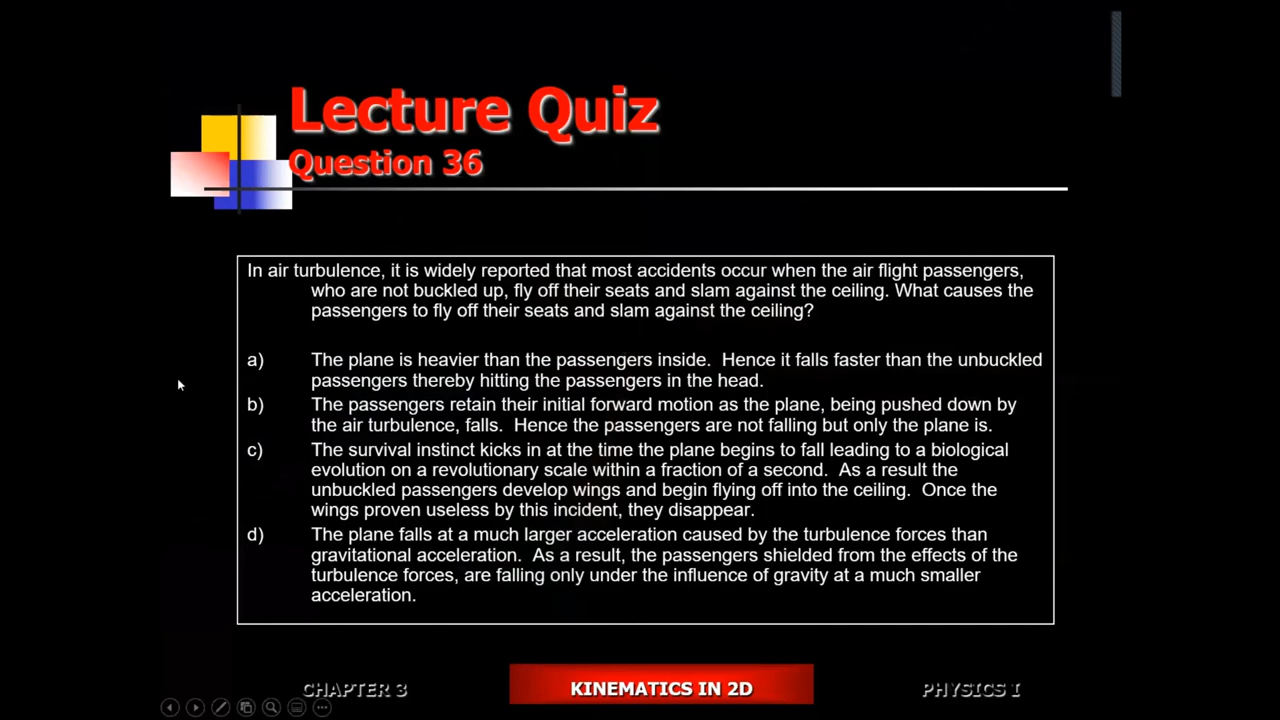 Lecture Quiz
Question 36
In air turbulence, it is widely reported that most accidents occur when the air flight passengers,
who are not buckled up, fly off their seats and slam against the ceiling. What causes the
passengers to fly off their seats and slam against the ceiling?
a) The plane is heavier than the passengers inside. Hence it falls faster than the unbuckled
passengers thereby hitting the passengers in the head.
b) The passengers retain their initial forward motion as the plane, being pushed down by
the air turbulence, falls. Hence the passengers are not falling but only the plane is.
c) The survival instinct kicks in at the time the plane begins to fall leading to a biological
evolution on a revolutionary scale within a fraction of a second. As a result the
unbuckled passengers develop wings and begin flying off into the ceiling. Once the
wings proven useless by this incident, they disappear.
d) The plane falls at a much larger acceleration caused by the turbulence forces than
gravitational acceleration. As a result, the passengers shielded from the effects of the
turbulence forces, are falling only under the influence of gravity at a much smaller
acceleration.
CHAPTER 3
KINEMATICS IN 2D
PHYSICS I